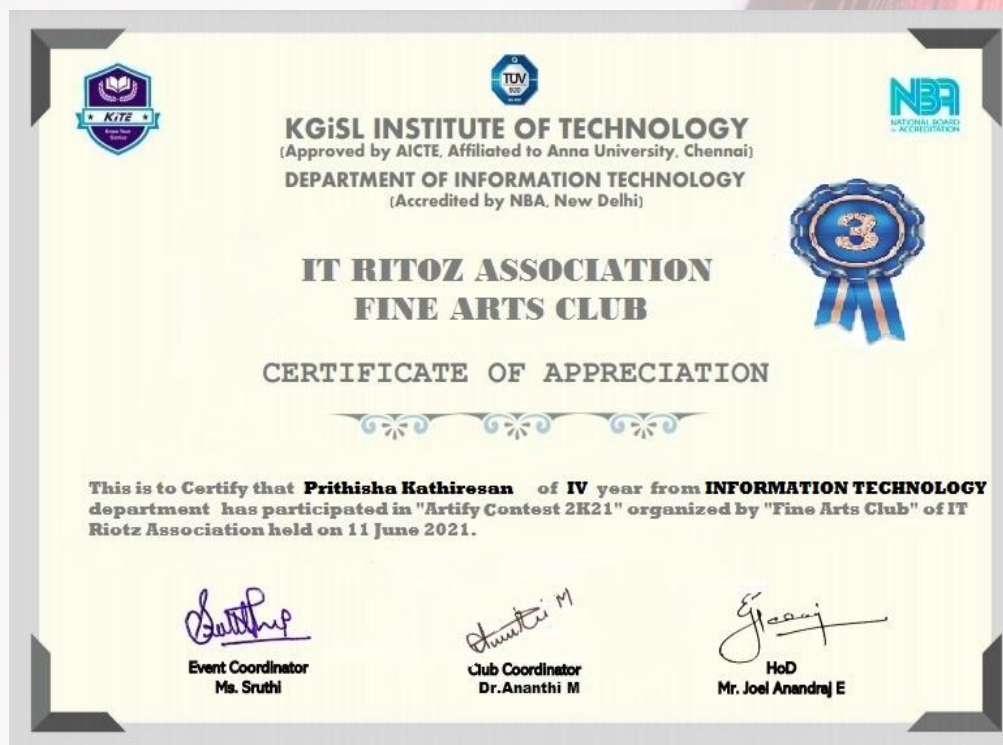 KiTE
Know Your Genius
TÜV
SÜD
NBA
NATIONAL BOARD
of ACCREDITATION
KGiSL INSTITUTE OF TECHNOLOGY
(Approved by AICTE, Affiliated to Anna University, Chennai)
DEPARTMENT OF INFORMATION TECHNOLOGY
(Accredited by NBA, New Delhi)
3
IT RITOZ ASSOCIATION
FINE ARTS CLUB
CERTIFICATE OF APPRECIATION
This is to Certify that Prithisha Kathiresan of IV year from INFORMATION TECHNOLOGY
department has participated in "Artify Contest 2K21" organized by "Fine Arts Club" of IT
Riotz Association held on 11 June 2021.
Event Coordinator
Ms. Sruthi
Club Coordinator
Dr.Ananthi M
HoD
Mr. Joel Anandraj E